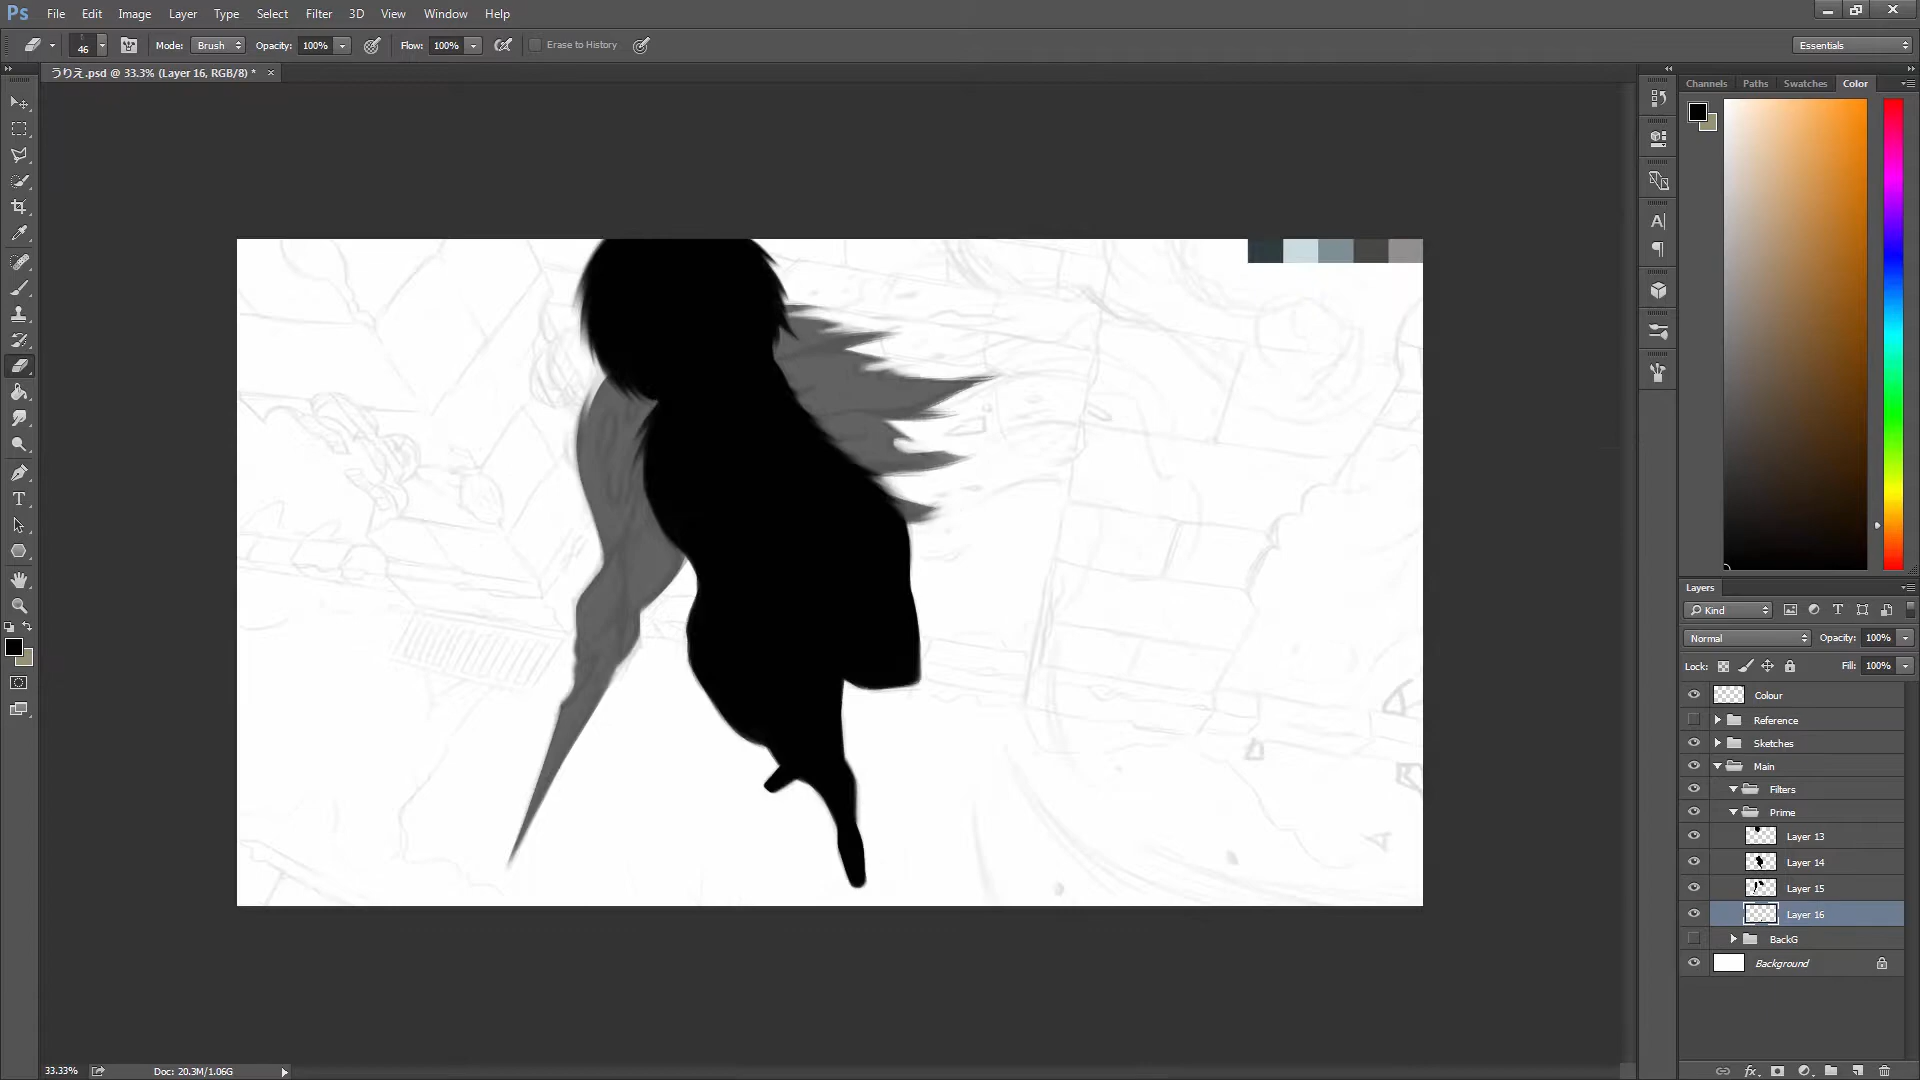 Ps File Edit Image Layer Type Select Filter 3D View Window Help
46 Mode: Brush Opacity: 100% Flow: 100% Erase to History Essentials
うりえ.psd @ 33.3% (Layer 16, RGB/8) * ×
Channels Paths Swatches Color
Layers
Kind
Normal Opacity: 100%
Lock: Fill: 100%
Colour
Reference
Sketches
Main
Filters
Prime
Layer 13
Layer 14
Layer 15
Layer 16
BackG
Background
33.33% Doc: 20.3M/1.06G